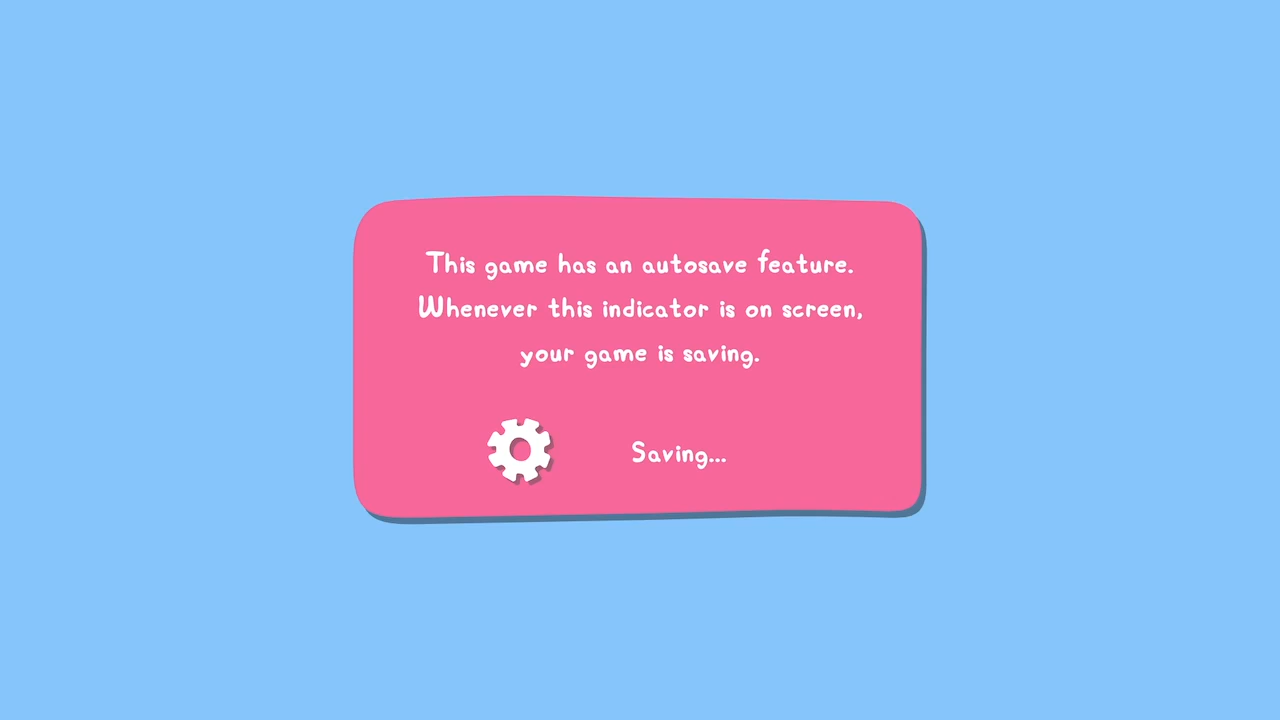 This game has an autosave feature.
Whenever this indicator is on screen,
your game is saving.
Saving...